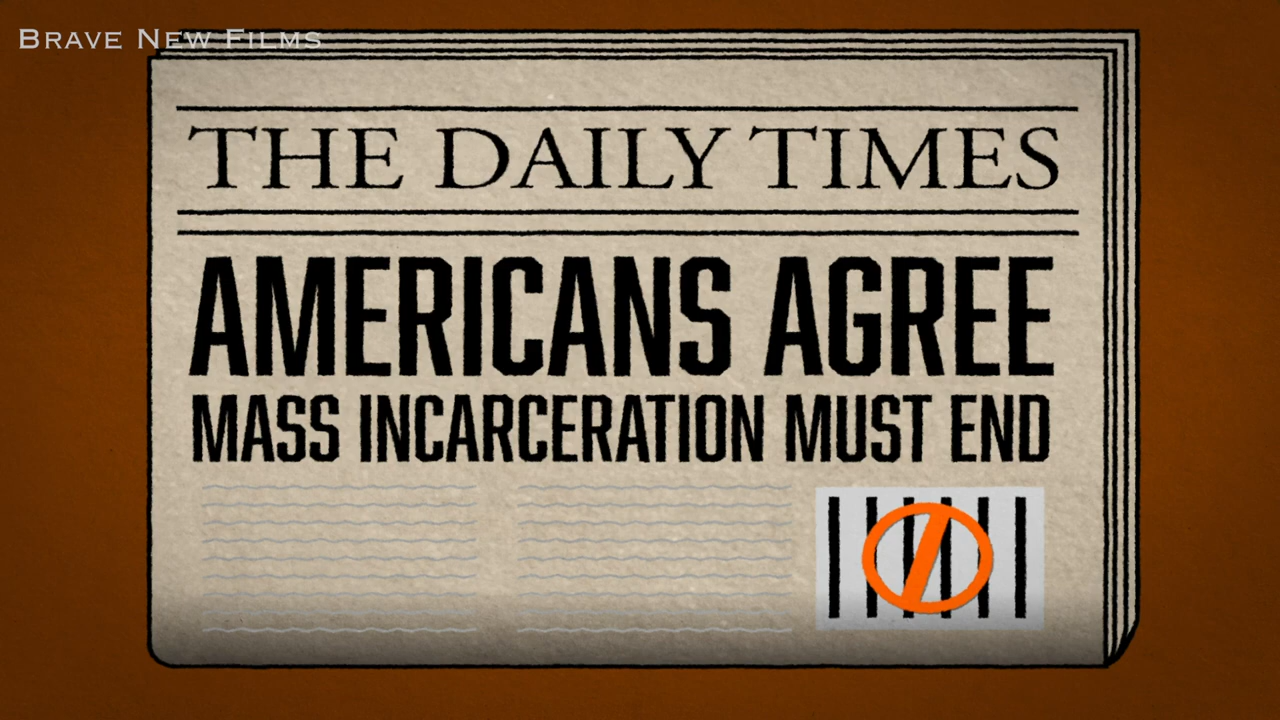 Brave New Films
THE DAILY TIMES
AMERICANS AGREE
MASS INCARCERATION MUST END